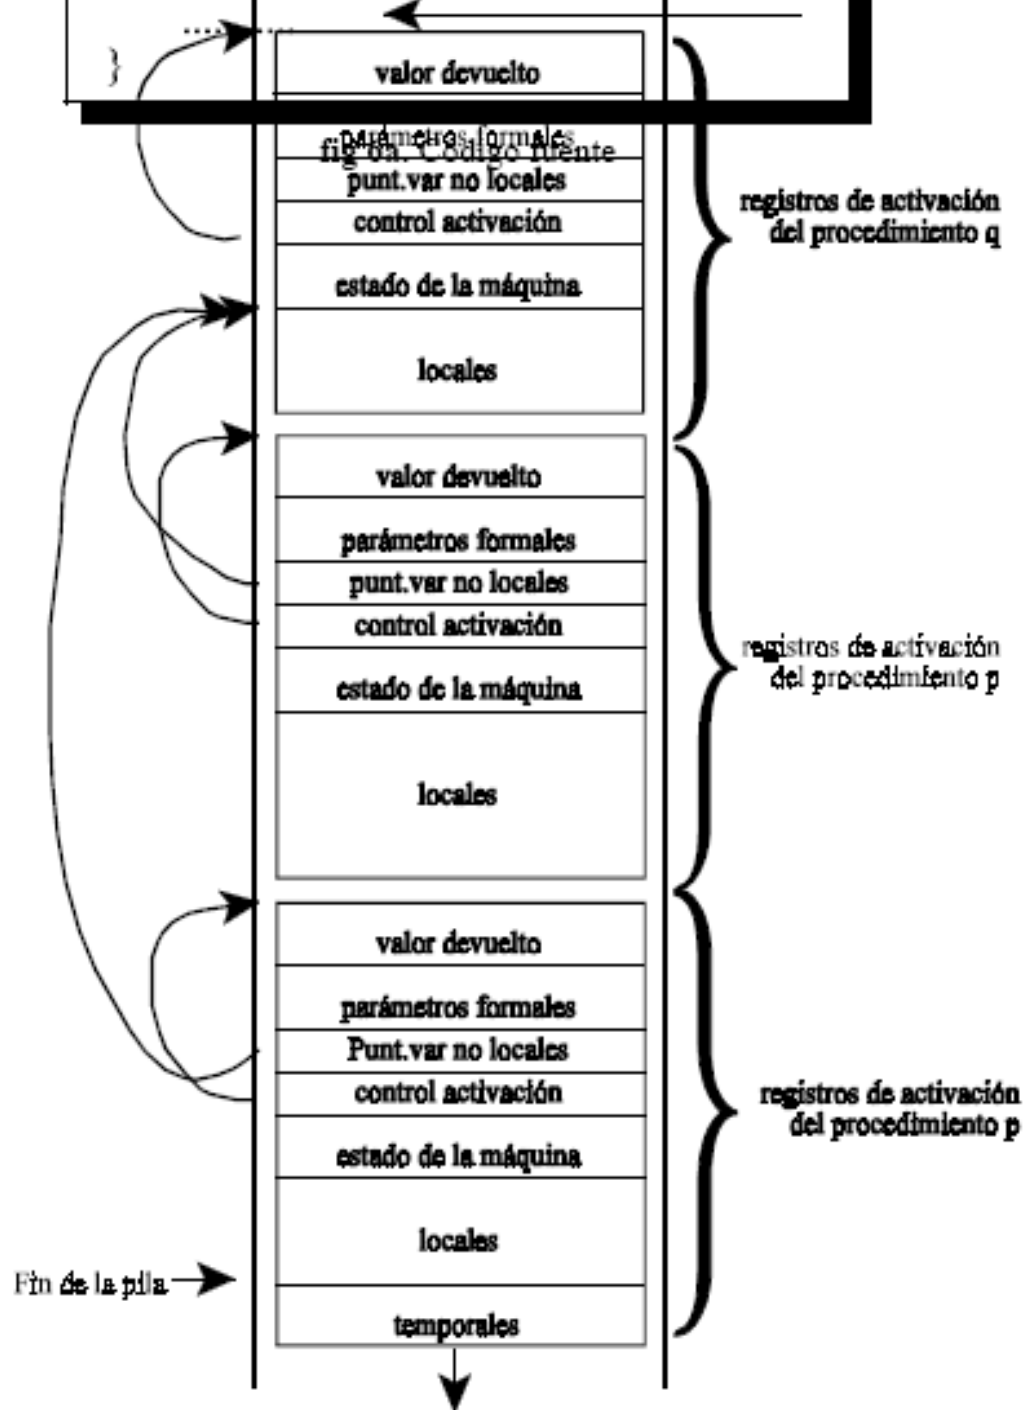 }
valor devuelto
parámetros formales
fig 6a. Código fuente
punt.var no locales
control activación
estado de la máquina
locales
registros de activación
del procedimiento q
valor devuelto
parámetros formales
punt.var no locales
control activación
estado de la máquina
locales
registros de activación
del procedimiento p
valor devuelto
parámetros formales
Punt.var no locales
control activación
estado de la máquina
locales
temporales
registros de activación
del procedimiento p
Fin de la pila